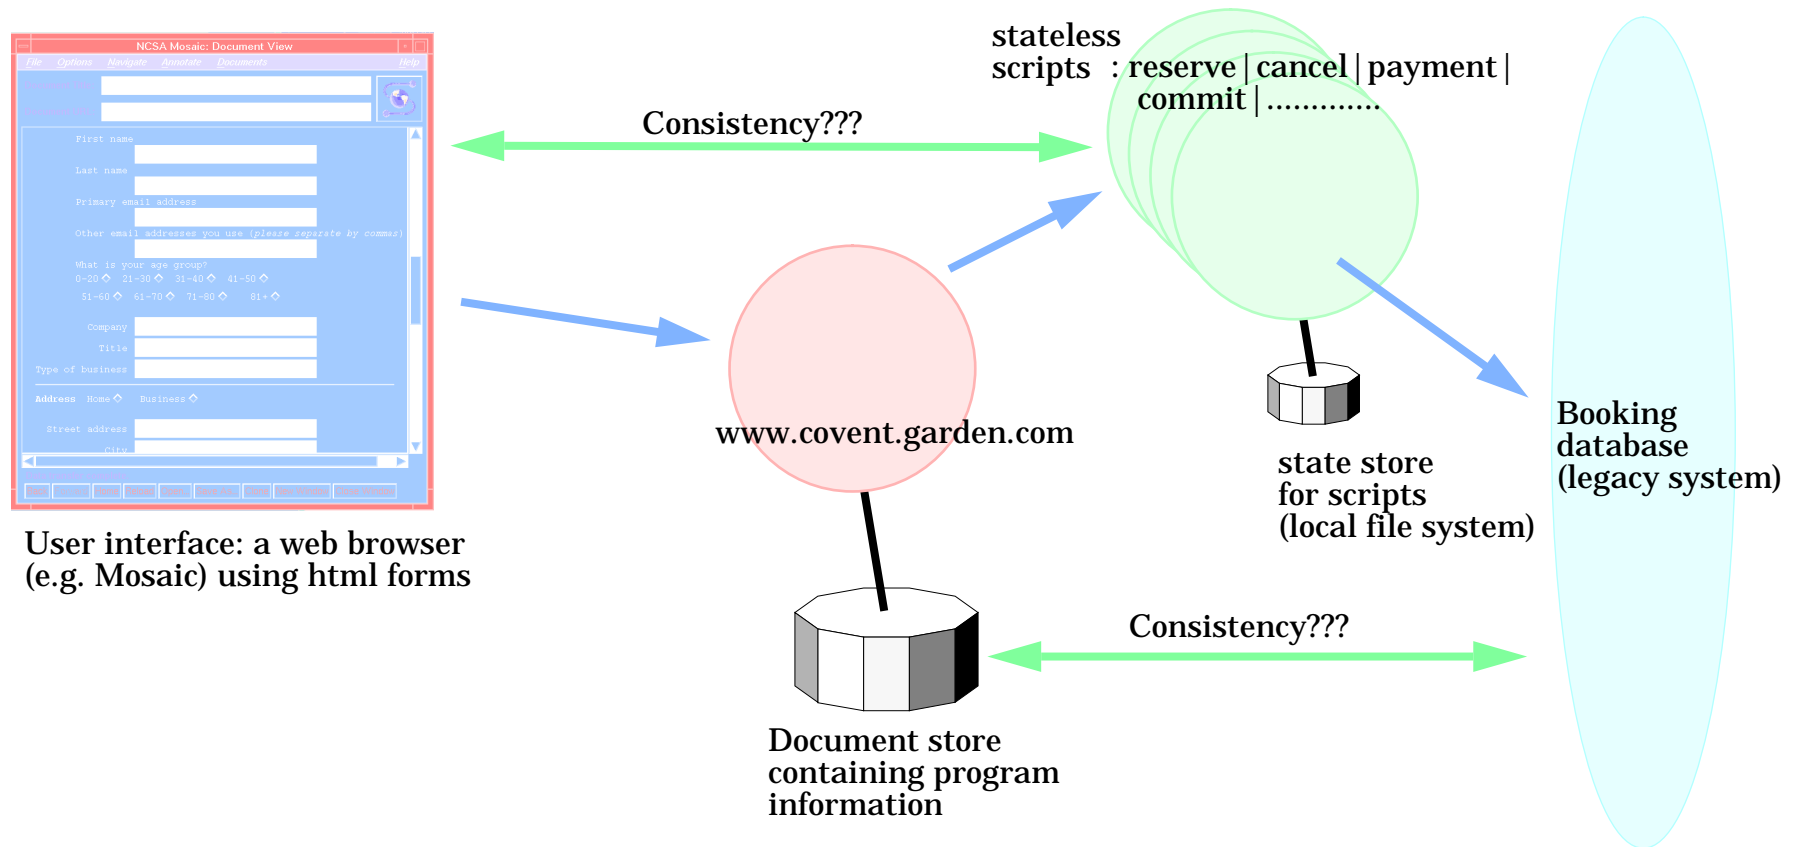 NCSA Mosaic: Document View
File Options Navigate Annotate Documents Help
First name
Last name
Primary email address
Other email addresses you use (please separate by commas)
What is your age group?
0-20 21-30 31-40 41-50
51-60 61-70 71-80 81+
Company
Title
Type of business
Address Home Business
Street address
City
User interface: a web browser
(e.g. Mosaic) using html forms
Consistency???
stateless
scripts : reserve|cancel|payment|
commit|.............
www.covent.garden.com
state store
for scripts
(local file system)
Booking
database
(legacy system)
Consistency???
Document store
containing program
information